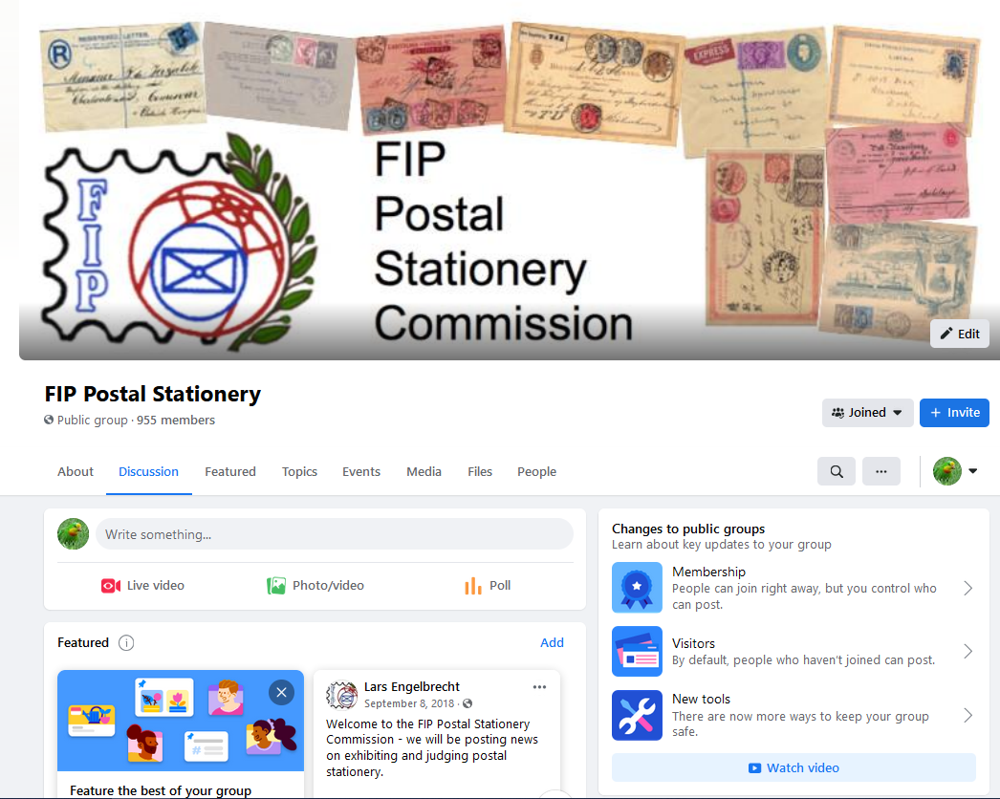 REGISTERED LETTER.
R
EXPRESS
FIP
FIP
Postal
Stationery
Commission
Edit
FIP Postal Stationery
Public group · 955 members
Joined
+ Invite
About
Discussion
Featured
Topics
Events
Media
Files
People
Write something...
Live video
Photo/video
Poll
Featured
Add
Feature the best of your group
Lars Engelbrecht
September 8, 2018 ·
Welcome to the FIP Postal Stationery
Commission - we will be posting news
on exhibiting and judging postal
stationery.
Changes to public groups
Learn about key updates to your group
Membership
People can join right away, but you control who
can post.
Visitors
By default, people who haven't joined can post.
New tools
There are now more ways to keep your group
safe.
Watch video